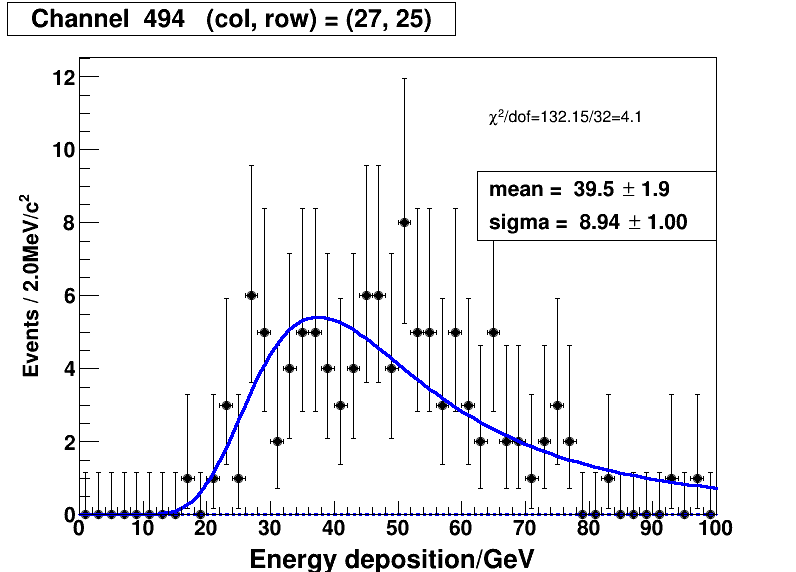 Channel  494   (col, row) = (27, 25)
χ²/dof=132.15/32=4.1
mean =  39.5 ± 1.9
sigma =  8.94 ± 1.00
Events / 2.0MeV/c²
12
10
8
6
4
2
0
0 10 20 30 40 50 60 70 80 90 100
Energy deposition/GeV